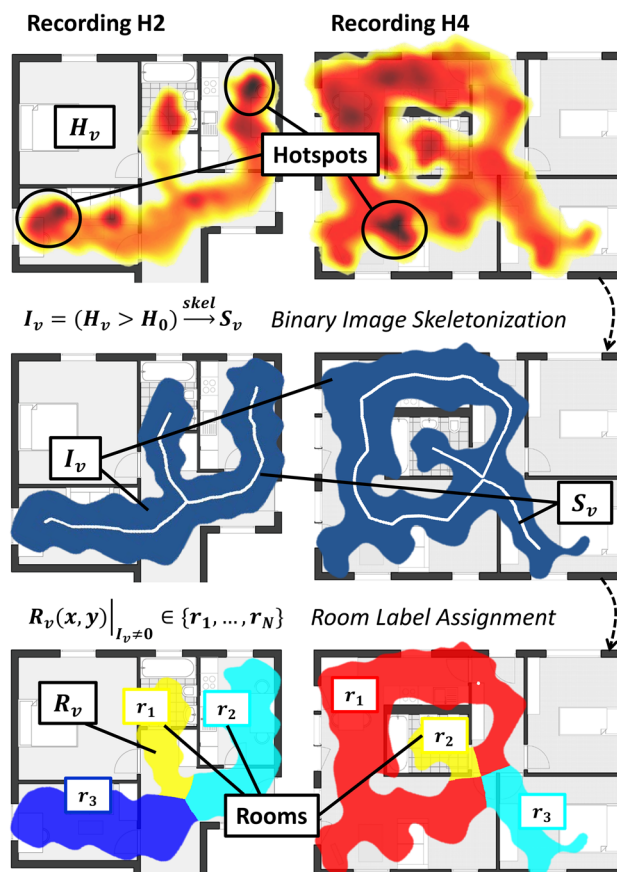 Recording H2
Recording H4
H_v
Hotspots
I_v = (H_v > H_0) \xrightarrow{skel} S_v
Binary Image Skeletonization
I_v
S_v
R_v(x, y)|_{I_v≠0} ∈ {r_1, …, r_N}
Room Label Assignment
R_v
r_1
r_2
r_1
r_2
r_3
Rooms
r_3